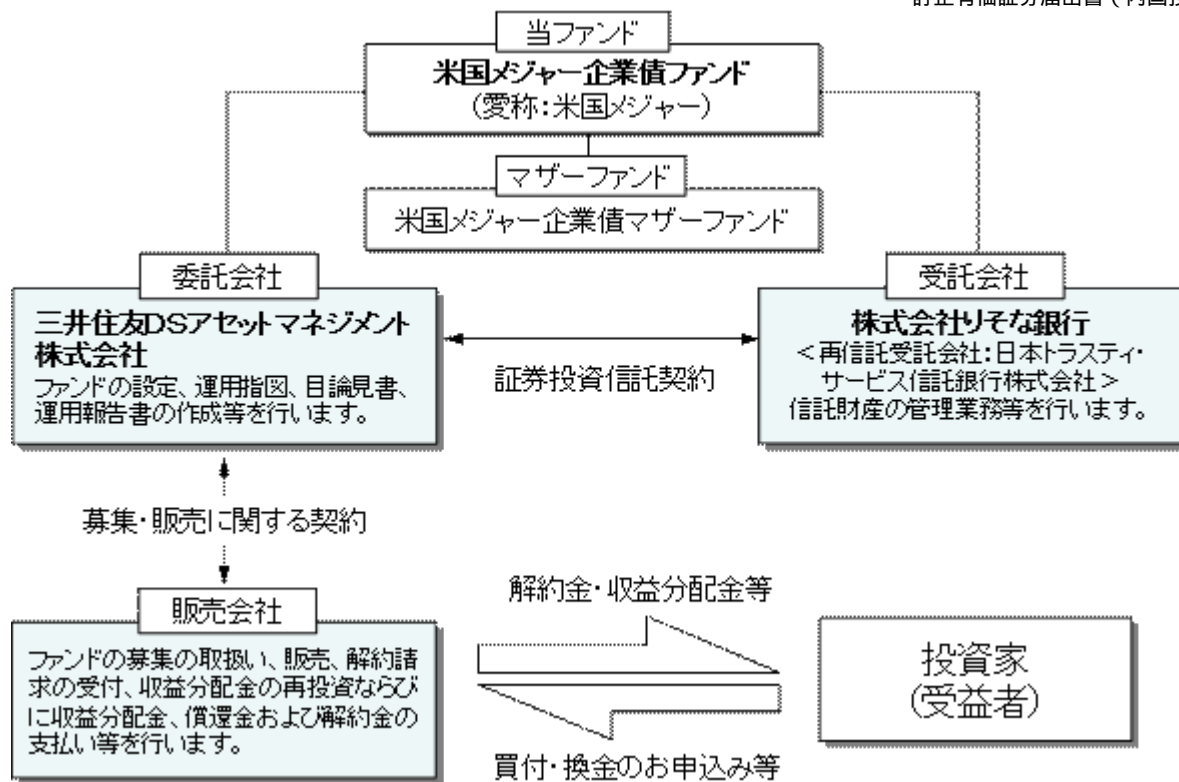 当ファンド
米国メジャー企業債ファンド
(愛称:米国メジャー)
マザーファンド
米国メジャー企業債マザーファンド
委託会社
三井住友DSアセットマネジメント
株式会社
ファンドの設定、運用指図、目論見書、
運用報告書の作成等を行います。
証券投資信託契約
受託会社
株式会社りそな銀行
<再信託受託会社:日本トラスティ・
サービス信託銀行株式会社>
信託財産の管理業務等を行います。
募集・販売に関する契約
販売会社
ファンドの募集の取扱い、販売、解約請
求の受付、収益分配金の再投資ならび
に収益分配金、償還金および解約金の
支払い等を行います。
解約金・収益分配金等
買付・換金のお申込み等
投資家
(受益者)